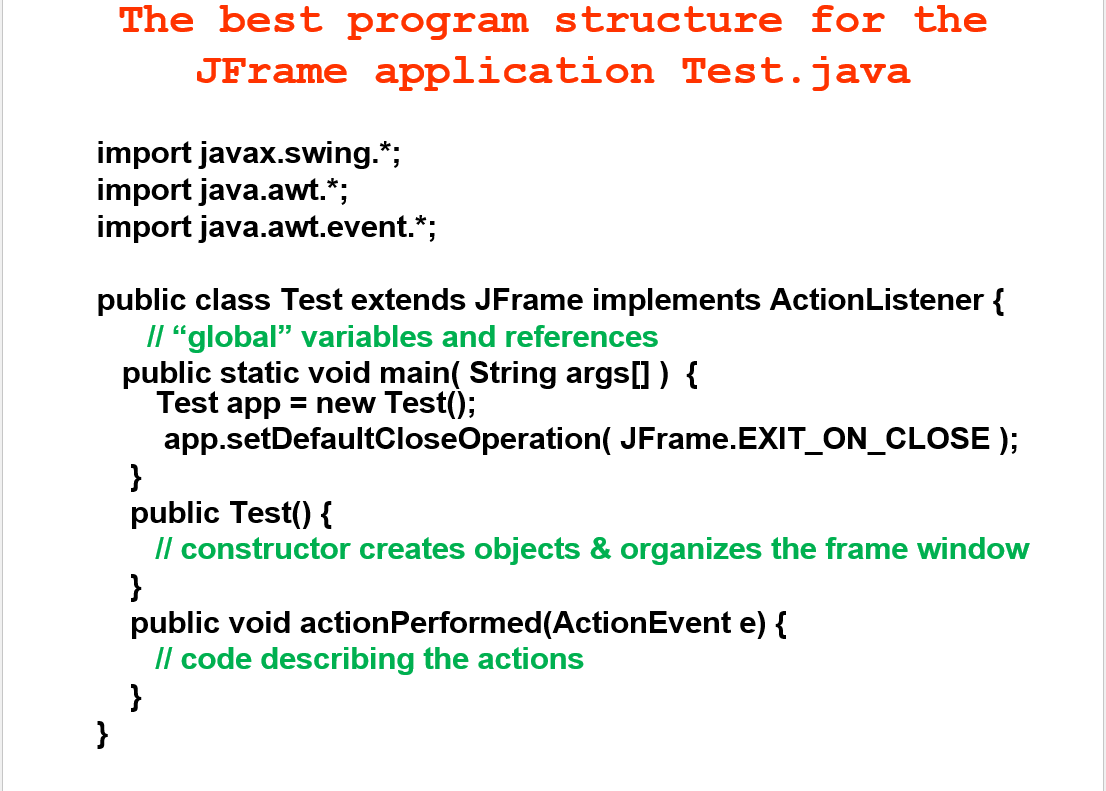 The best program structure for the
JFrame application Test.java
import javax.swing.*;
import java.awt.*;
import java.awt.event.*;
public class Test extends JFrame implements ActionListener {
// “global” variables and references
public static void main( String args[] ) {
Test app = new Test();
app.setDefaultCloseOperation( JFrame.EXIT_ON_CLOSE );
}
public Test() {
// constructor creates objects & organizes the frame window
}
public void actionPerformed(ActionEvent e) {
// code describing the actions
}
}